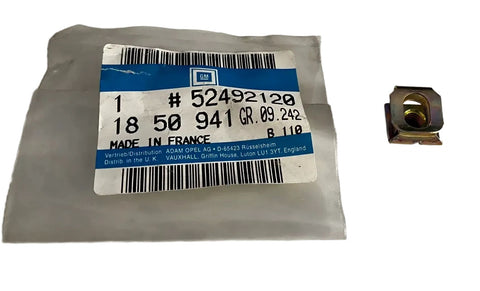 GM
1 # 52492120
18 50 941 GR.09.242
MADE IN FRANCE B 110
Vertrieb/Distribution: ADAM OPEL AG • D-65423 Rüsselsheim
Distrib. in the U.K. VAUXHALL, Griffin House, Luton LU1 3YT, England